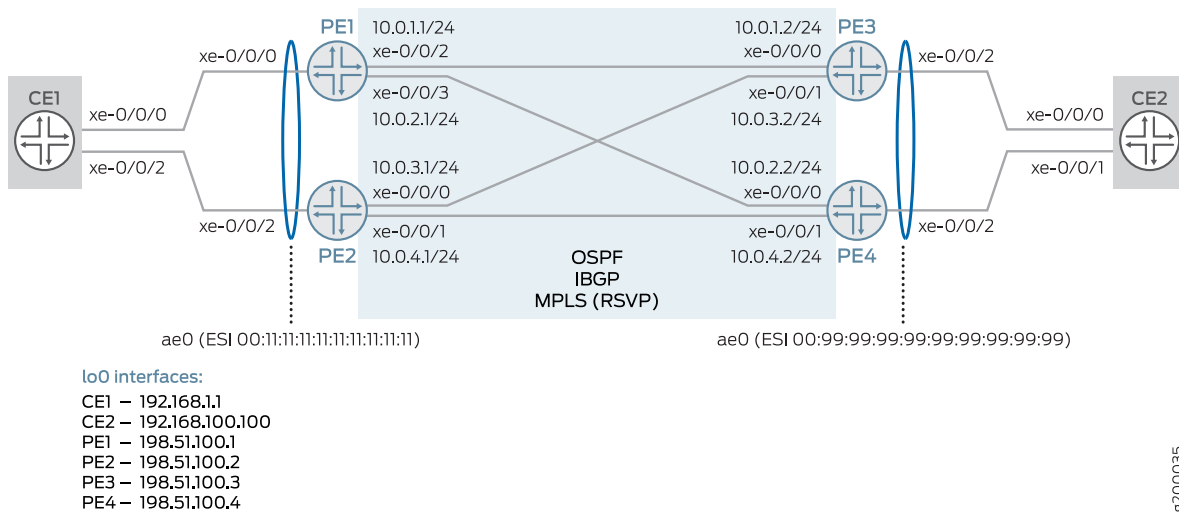 PE1
10.0.1.1/24
10.0.1.2/24
PE3
xe-0/0/0
xe-0/0/2
xe-0/0/0
xe-0/0/2
CE1
xe-0/0/0
xe-0/0/3
xe-0/0/1
xe-0/0/0
CE2
10.0.2.1/24
10.0.3.2/24
xe-0/0/2
10.0.3.1/24
10.0.2.2/24
xe-0/0/1
xe-0/0/0
xe-0/0/0
xe-0/0/2
xe-0/0/1
xe-0/0/1
xe-0/0/2
PE2
10.0.4.1/24
10.0.4.2/24
PE4
OSPF
IBGP
MPLS (RSVP)
ae0 (ESI 00:11:11:11:11:11:11:11:11:11)
ae0 (ESI 00:99:99:99:99:99:99:99:99:99)
lo0 interfaces:
CE1 – 192.168.1.1
CE2 – 192.168.100.100
PE1 – 198.51.100.1
PE2 – 198.51.100.2
PE3 – 198.51.100.3
PE4 – 198.51.100.4
g200035